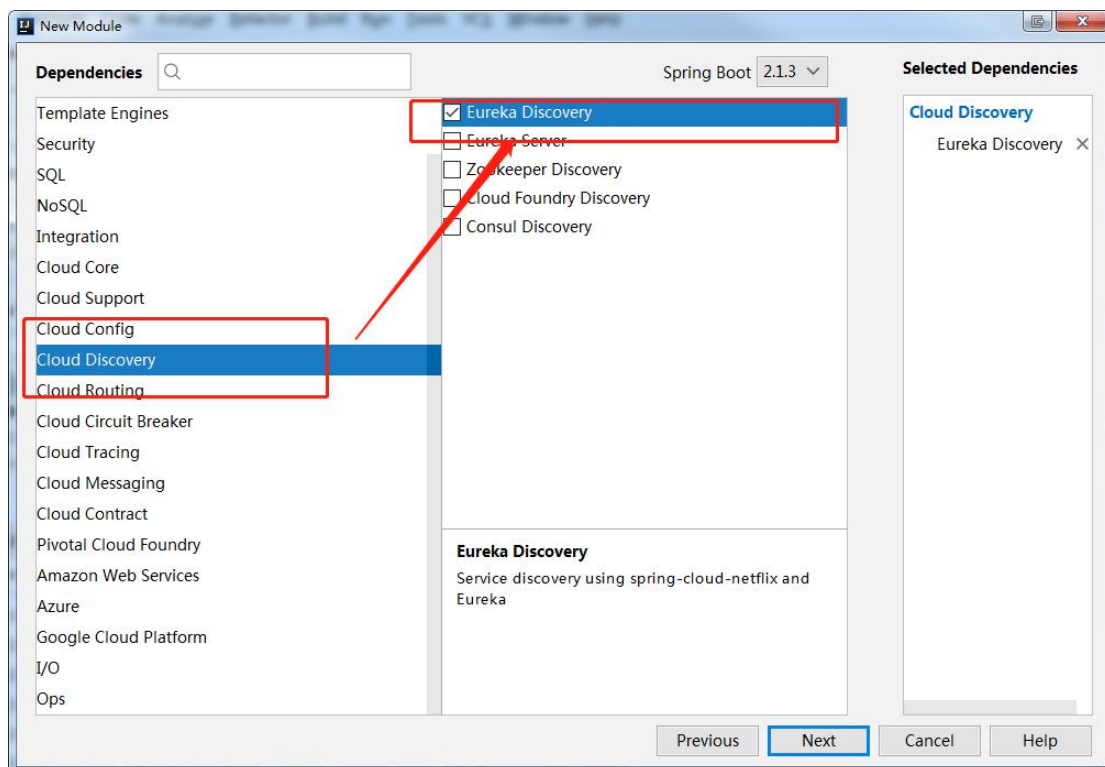 New Module
Dependencies
Spring Boot 2.1.3
Selected Dependencies
Template Engines
Security
SQL
NoSQL
Integration
Cloud Core
Cloud Support
Cloud Config
Cloud Discovery
Cloud Routing
Cloud Circuit Breaker
Cloud Tracing
Cloud Messaging
Cloud Contract
Pivotal Cloud Foundry
Amazon Web Services
Azure
Google Cloud Platform
I/O
Ops
Eureka Discovery
Eureka Server
Zookeeper Discovery
Cloud Foundry Discovery
Consul Discovery
Eureka Discovery
Service discovery using spring-cloud-netflix and
Eureka
Cloud Discovery
Eureka Discovery
Previous
Next
Cancel
Help